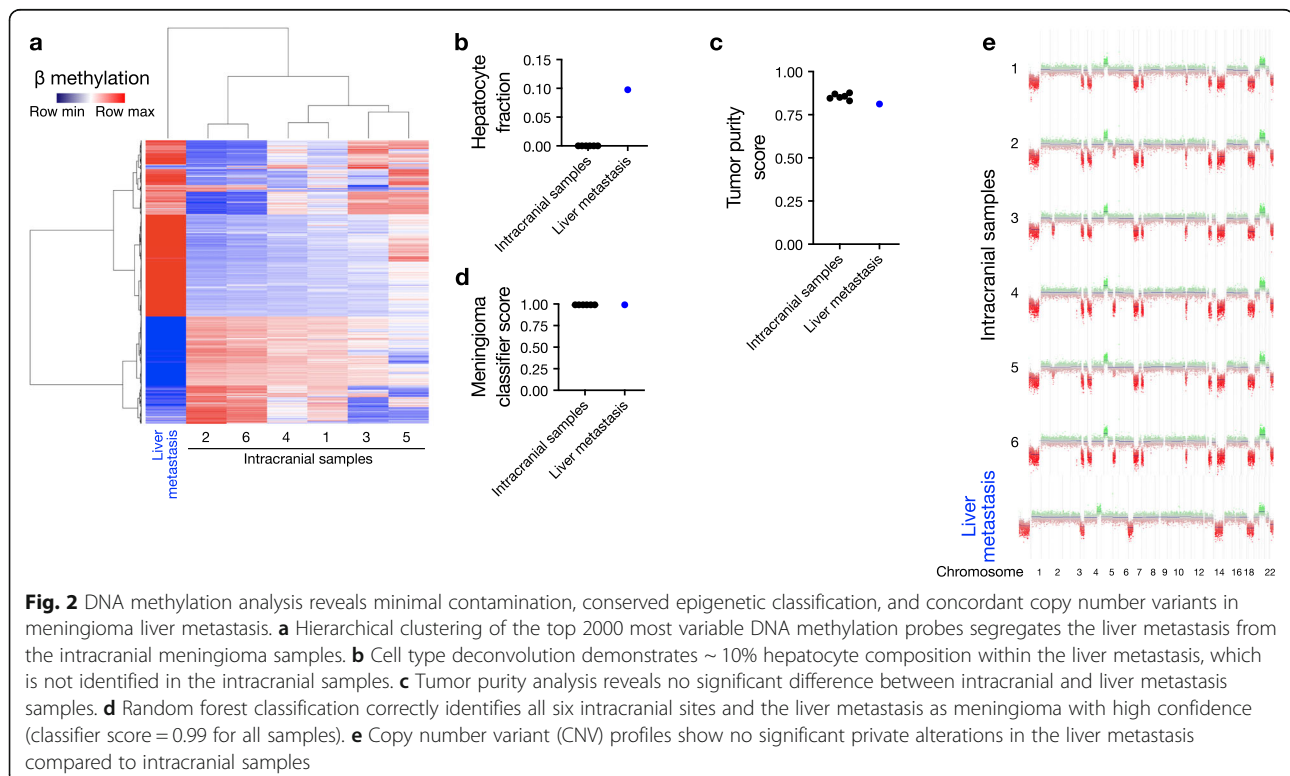 a
β methylation
Row min Row max
Liver
metastasis
2 6 4 1 3 5
Intracranial samples
b
Hepatocyte
fraction
0.15
0.10
0.05
0.00
Intracranial samples
Liver metastasis
c
Tumor purity
score
1.00
0.75
0.50
0.25
0.00
Intracranial samples
Liver metastasis
d
Meningioma
classifier score
1.00
0.75
0.50
0.25
0.00
Intracranial samples
Liver metastasis
e
Intracranial samples
1
2
3
4
5
6
Liver
metastasis
Chromosome 1 2 3 4 5 6 7 8 9 10 12 14 16 18 22
Fig. 2 DNA methylation analysis reveals minimal contamination, conserved epigenetic classification, and concordant copy number variants in
meningioma liver metastasis. a Hierarchical clustering of the top 2000 most variable DNA methylation probes segregates the liver metastasis from
the intracranial meningioma samples. b Cell type deconvolution demonstrates ~ 10% hepatocyte composition within the liver metastasis, which
is not identified in the intracranial samples. c Tumor purity analysis reveals no significant difference between intracranial and liver metastasis
samples. d Random forest classification correctly identifies all six intracranial sites and the liver metastasis as meningioma with high confidence
(classifier score = 0.99 for all samples). e Copy number variant (CNV) profiles show no significant private alterations in the liver metastasis
compared to intracranial samples